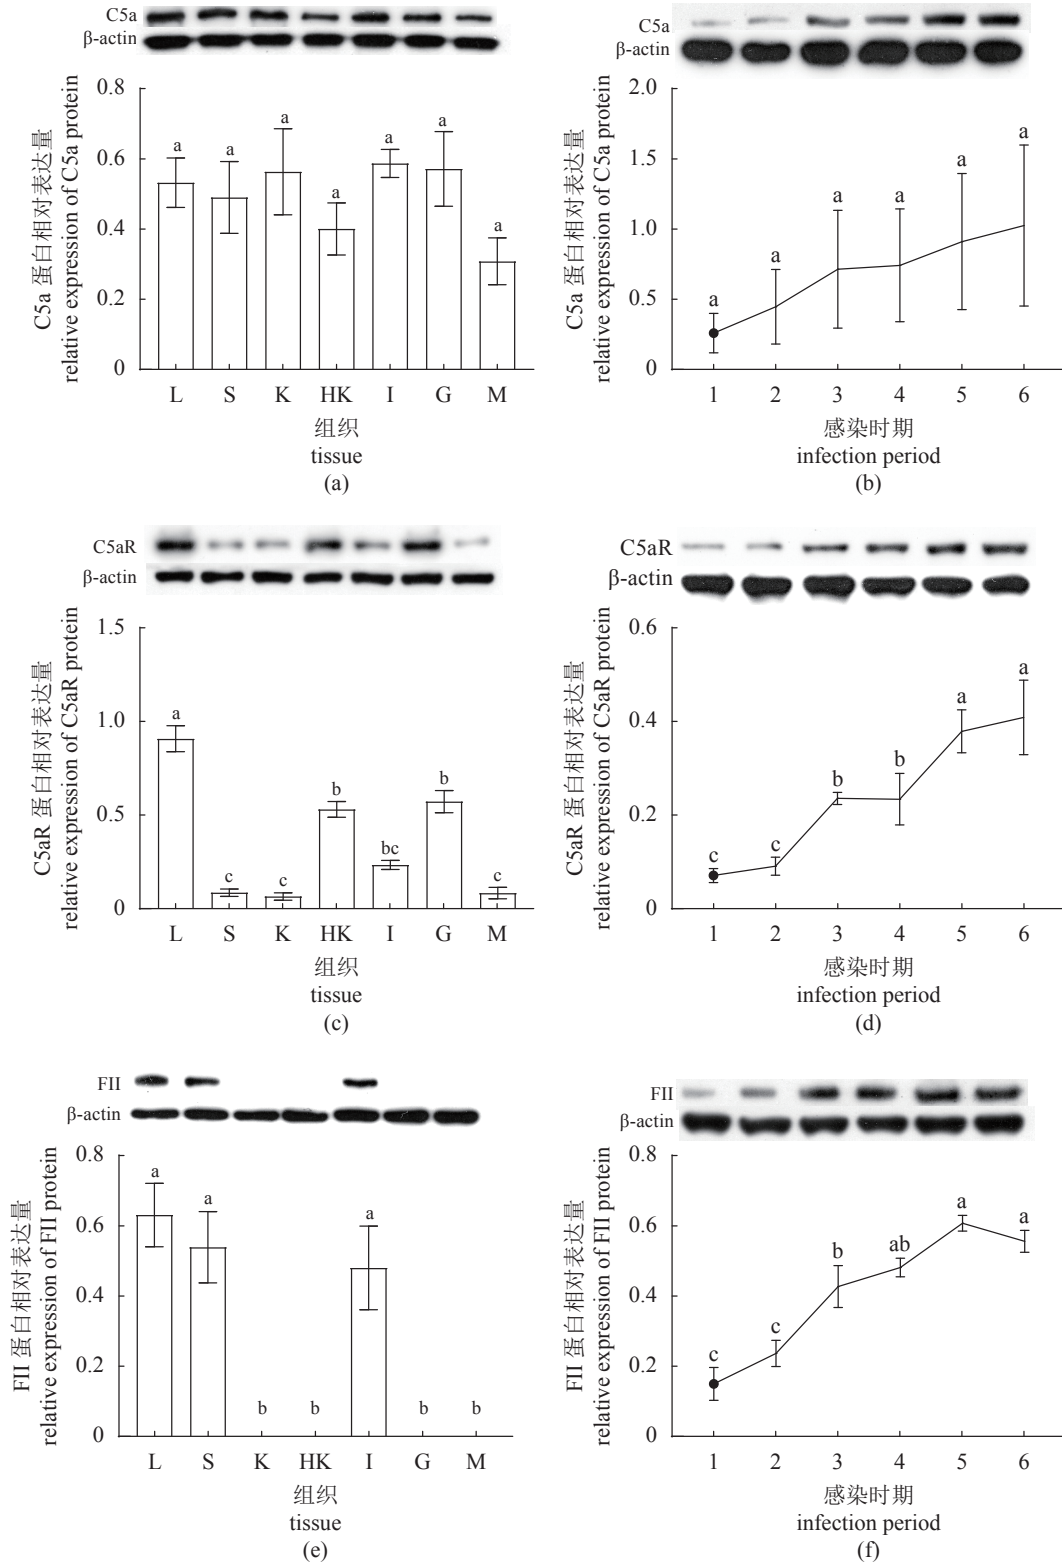 C5a
β-actin
C5a 蛋白相对表达量
relative expression of C5a protein
0.8
0.6
0.4
0.2
0
a
a
a
a
a
a
a
L S K HK I G M
组织
tissue
(a)
C5a
β-actin
C5a 蛋白相对表达量
relative expression of C5a protein
2.0
1.5
1.0
0.5
0
a
a
a
a
a
a
1 2 3 4 5 6
感染时期
infection period
(b)
C5aR
β-actin
C5aR 蛋白相对表达量
relative expression of C5aR protein
1.5
1.0
0.5
0
a
c
c
b
bc
b
c
L S K HK I G M
组织
tissue
(c)
C5aR
β-actin
C5aR 蛋白相对表达量
relative expression of C5aR protein
0.6
0.4
0.2
0
c
c
b
b
a
a
1 2 3 4 5 6
感染时期
infection period
(d)
FII
β-actin
FII 蛋白相对表达量
relative expression of FII protein
0.8
0.6
0.4
0.2
0
a
a
b
b
a
b
b
L S K HK I G M
组织
tissue
(e)
FII
β-actin
FII 蛋白相对表达量
relative expression of FII protein
0.8
0.6
0.4
0.2
0
c
c
b
ab
a
a
1 2 3 4 5 6
感染时期
infection period
(f)